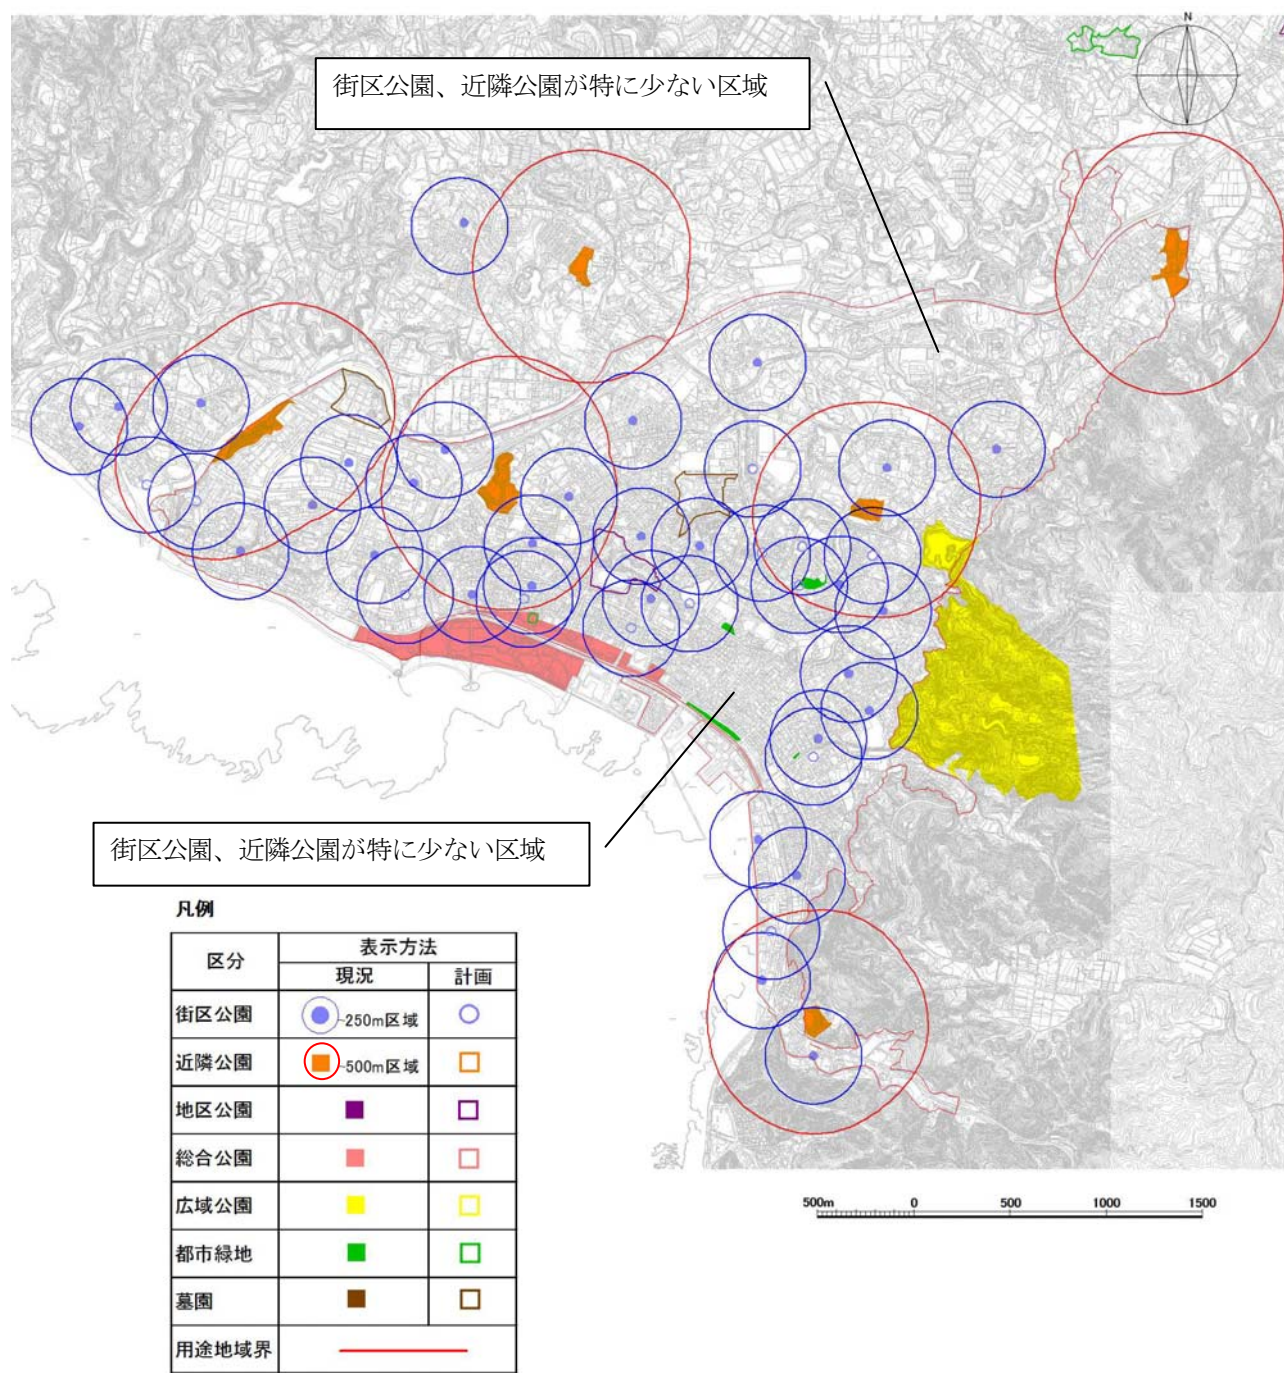 N
街区公園、近隣公園が特に少ない区域
街区公園、近隣公園が特に少ない区域
凡例
区分 表示方法
現況 計画
街区公園 250m区域
近隣公園 500m区域
地区公園
総合公園
広域公園
都市緑地
墓園
用途地域界
500m 0 500 1000 1500